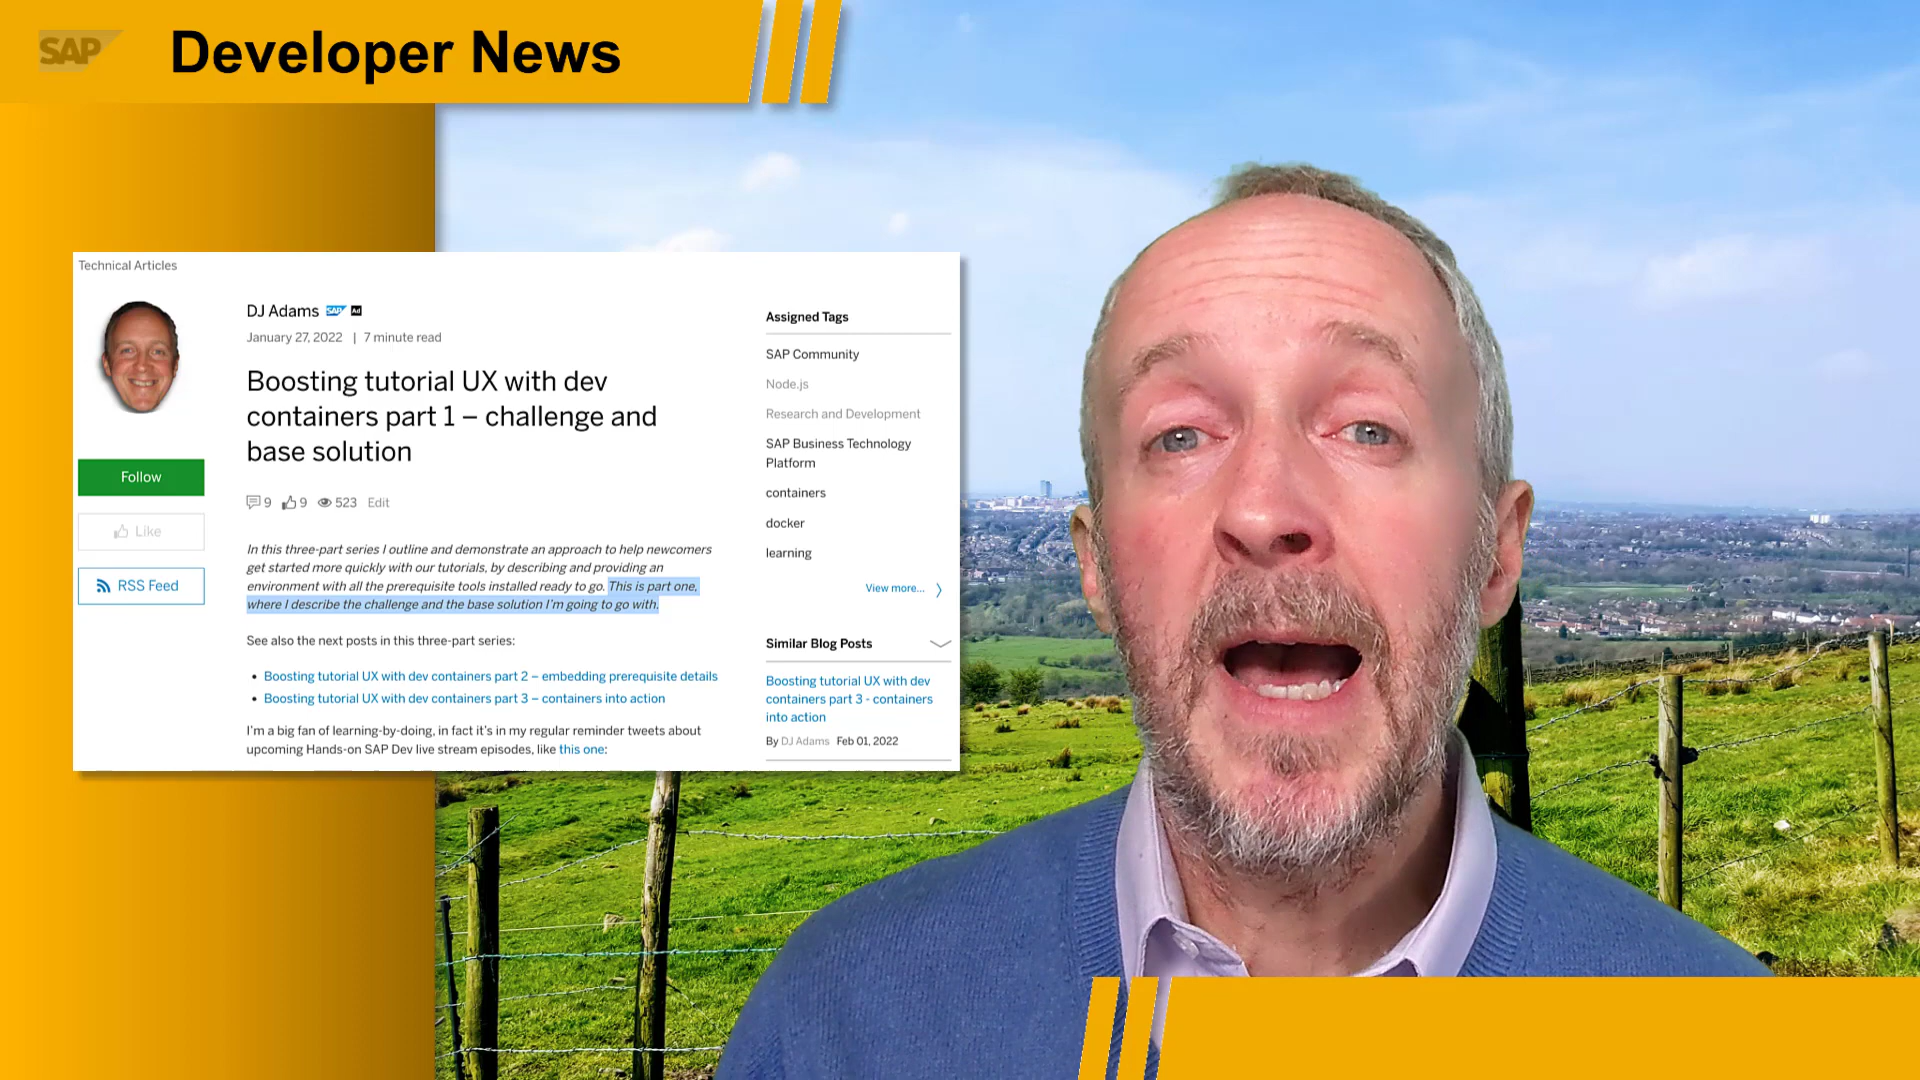 SAP
Developer News
Technical Articles
DJ Adams SAP Ad
January 27, 2022 | 7 minute read
Boosting tutorial UX with dev
containers part 1 – challenge and
base solution
9 9 523 Edit
Follow
Like
RSS Feed
In this three-part series I outline and demonstrate an approach to help newcomers
get started more quickly with our tutorials, by describing and providing an
environment with all the prerequisite tools installed ready to go. This is part one,
where I describe the challenge and the base solution I'm going to go with.
See also the next posts in this three-part series:
• Boosting tutorial UX with dev containers part 2 – embedding prerequisite details
• Boosting tutorial UX with dev containers part 3 – containers into action
I'm a big fan of learning-by-doing, in fact it's in my regular reminder tweets about
upcoming Hands-on SAP Dev live stream episodes, like this one:
Assigned Tags
SAP Community
Node.js
Research and Development
SAP Business Technology
Platform
containers
docker
learning
View more...
Similar Blog Posts
Boosting tutorial UX with dev
containers part 3 - containers
into action
By DJ Adams Feb 01, 2022